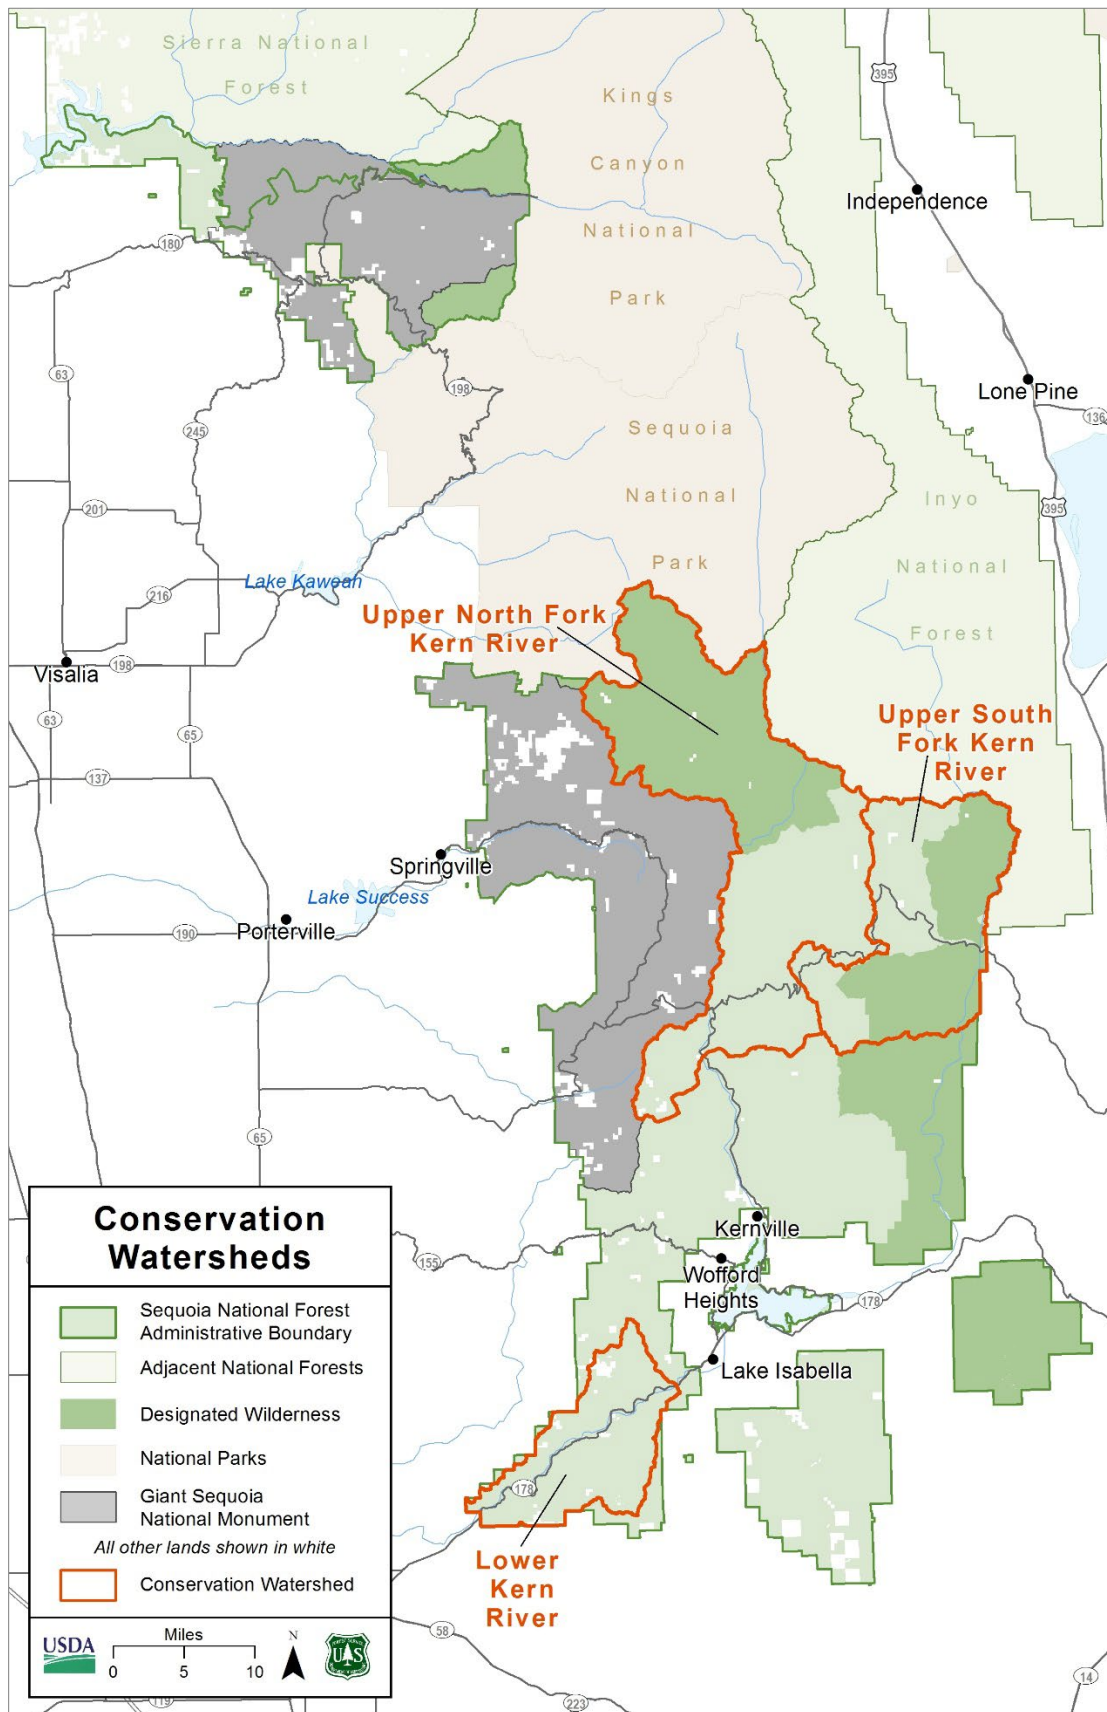 Sierra National
Forest
Kings
Canyon
National
Park
395
Independence
180
63
198
Lone Pine
136
245
Sequoia
National
Park
201
Inyo
National
Forest
395
Lake Kaweah
216
Upper North Fork
Kern River
Visalia
198
63
65
Upper South
Fork Kern
River
137
Springville
Lake Success
Porterville
190
65
Kernville
155
Wofford
Heights
178
Lake Isabella
178
Lower
Kern
River
58
14
223
119
Conservation
Watersheds
Sequoia National Forest
Administrative Boundary
Adjacent National Forests
Designated Wilderness
National Parks
Giant Sequoia
National Monument
All other lands shown in white
Conservation Watershed
USDA
Miles
0 5 10
N
U S